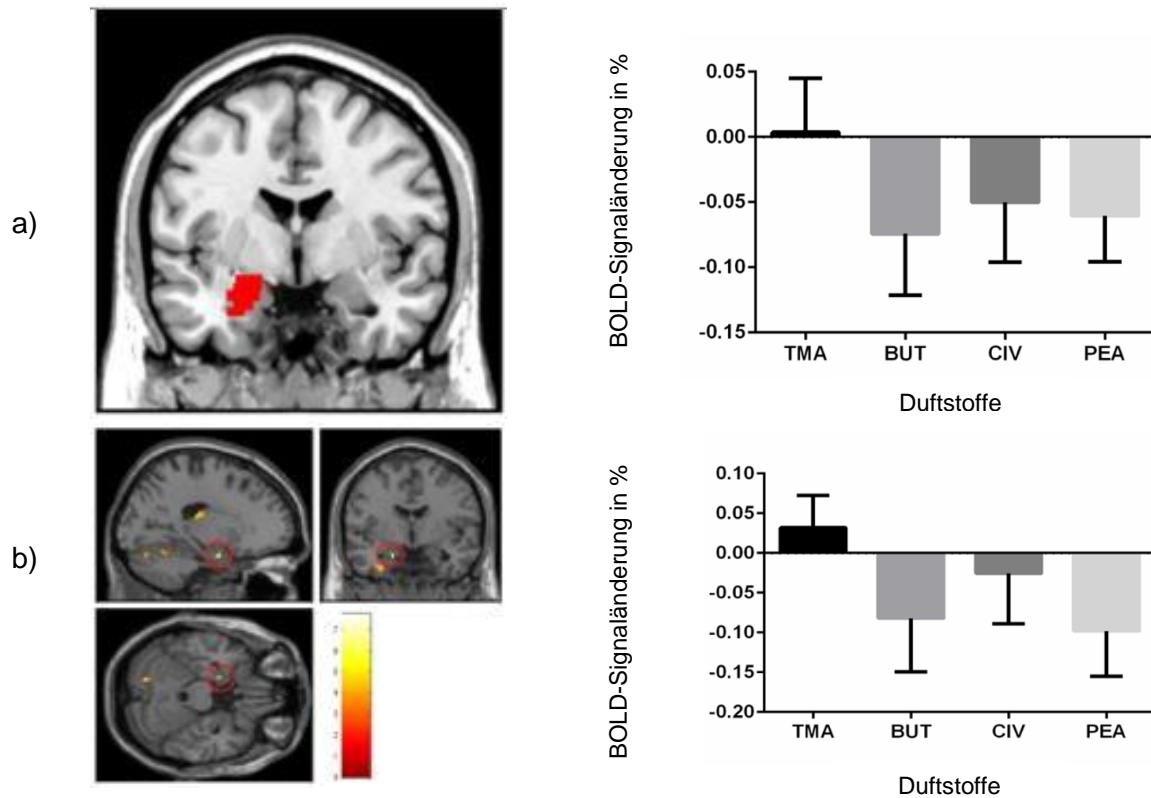 a)
BOLD-Signaländerung in %
0.05
0.00
-0.05
-0.10
-0.15
TMA BUT CIV PEA
Duftstoffe
b)
BOLD-Signaländerung in %
0.10
0.05
0.00
-0.05
-0.10
-0.15
-0.20
TMA BUT CIV PEA
Duftstoffe